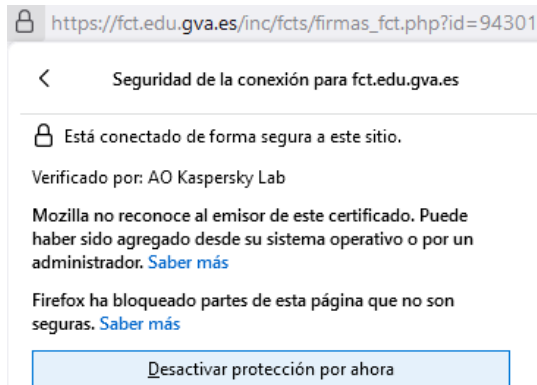 https://fct.edu.gva.es/inc/fcts/firmas_fct.php?id=94301
Seguridad de la conexión para fct.edu.gva.es
Está conectado de forma segura a este sitio.
Verificado por: AO Kaspersky Lab
Mozilla no reconoce al emisor de este certificado. Puede
haber sido agregado desde su sistema operativo o por un
administrador. Saber más
Firefox ha bloqueado partes de esta página que no son
seguras. Saber más
Desactivar protección por ahora